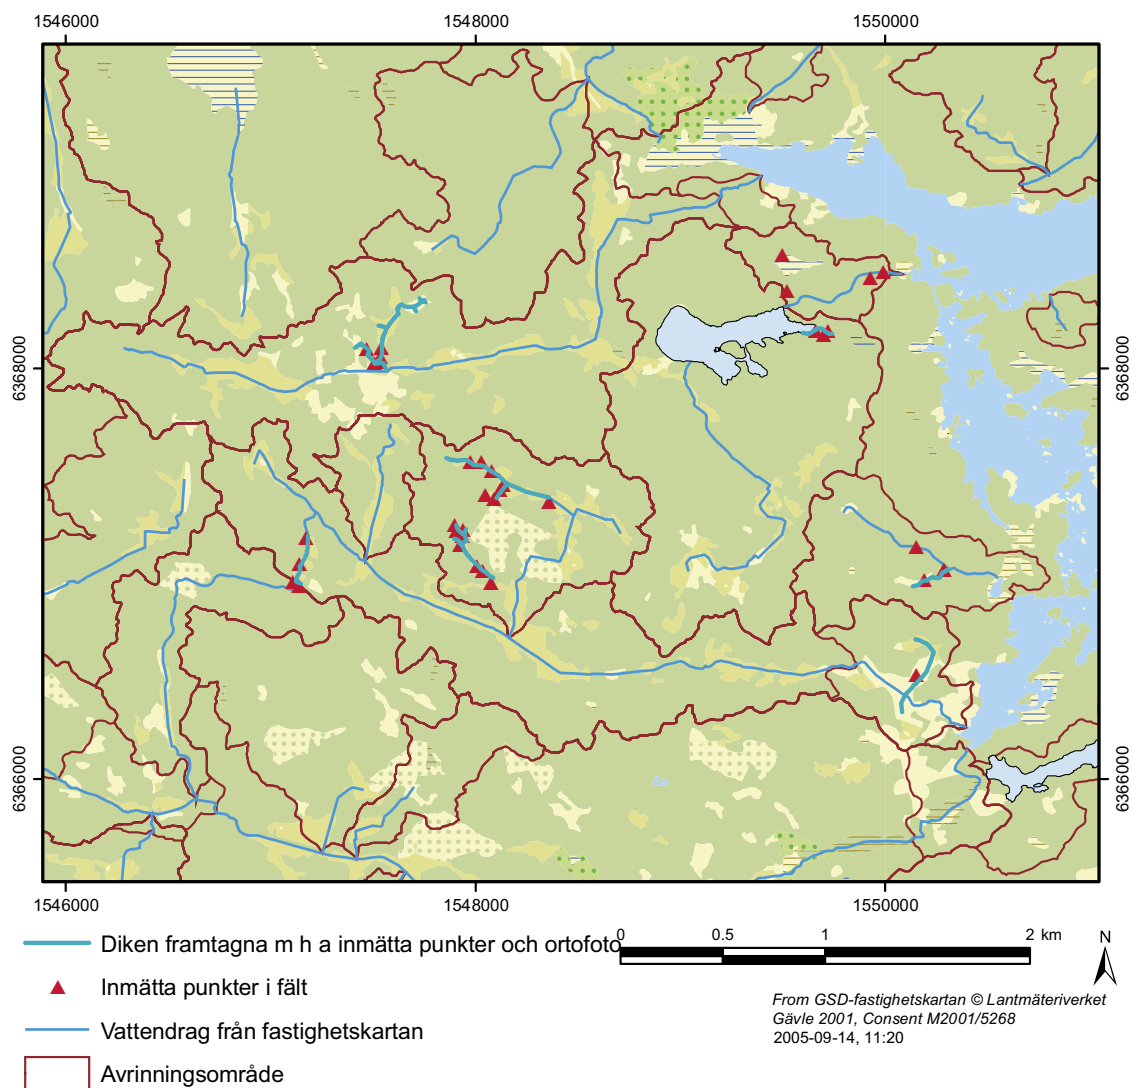 1546000 1548000 1550000
6368000 6368000
6366000 6366000
1546000 1548000 1550000
Diken framtagna m h a inmätta punkter och ortofoto
Inmätta punkter i fält
Vattendrag från fastighetskartan
Avrinningsområde
0 0.5 1 2 km
N
From GSD-fastighetskartan © Lantmäteriverket
Gävle 2001, Consent M2001/5268
2005-09-14, 11:20